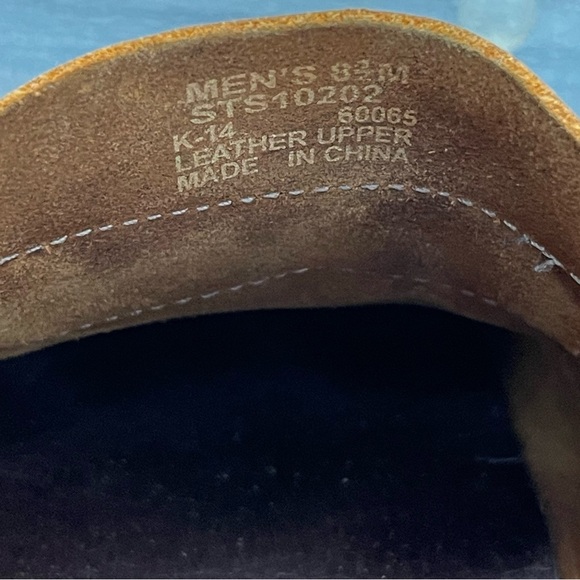 MEN'S 8½M
STS10202
60065
K-14
LEATHER UPPER
MADE IN CHINA